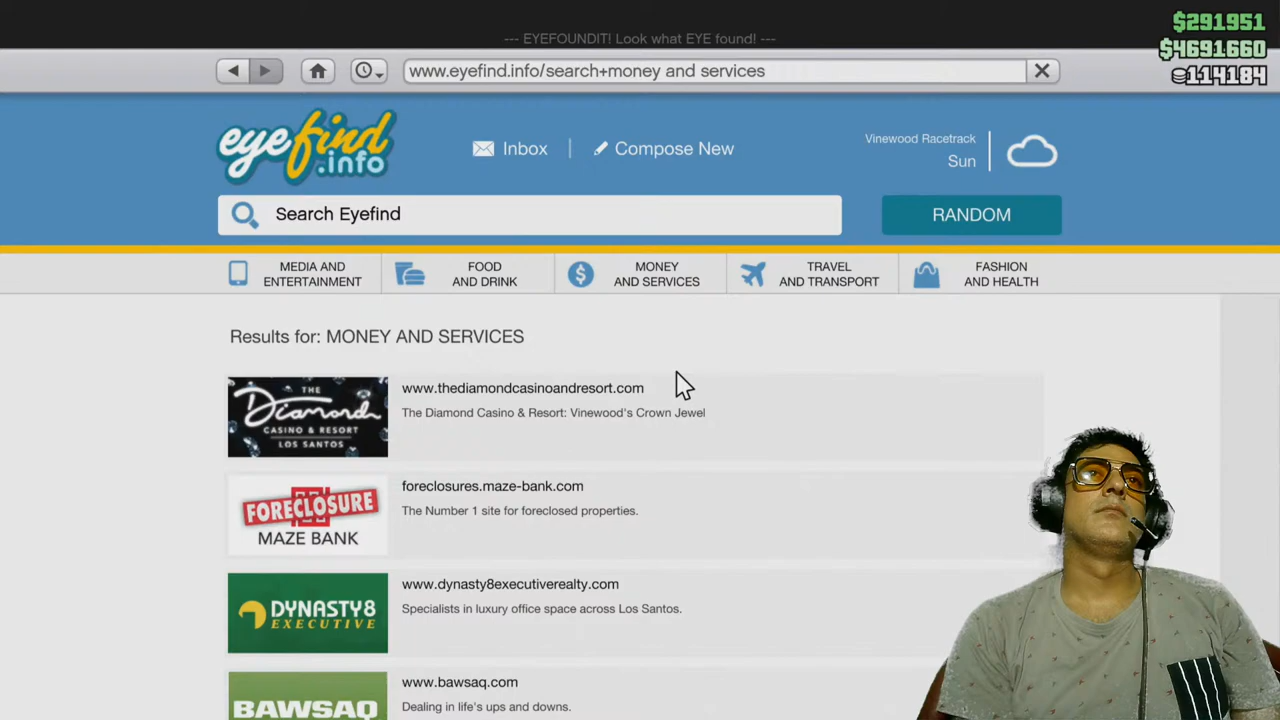 --- EYEFOUNDIT! Look what EYE found! ---
$291951
$4691660
114184
www.eyefind.info/search+money and services
eyefind
.info
Inbox
Compose New
Vinewood Racetrack
Sun
Search Eyefind
RANDOM
MEDIA AND
ENTERTAINMENT
FOOD
AND DRINK
MONEY
AND SERVICES
TRAVEL
AND TRANSPORT
FASHION
AND HEALTH
Results for: MONEY AND SERVICES
THE
Diamond
CASINO & RESORT
LOS SANTOS
www.thediamondcasinoandresort.com
The Diamond Casino & Resort: Vinewood's Crown Jewel
FORECLOSURE
MAZE BANK
foreclosures.maze-bank.com
The Number 1 site for foreclosed properties.
DYNASTY8
EXECUTIVE
www.dynasty8executiverealty.com
Specialists in luxury office space across Los Santos.
BAWSAQ
www.bawsaq.com
Dealing in life's ups and downs.